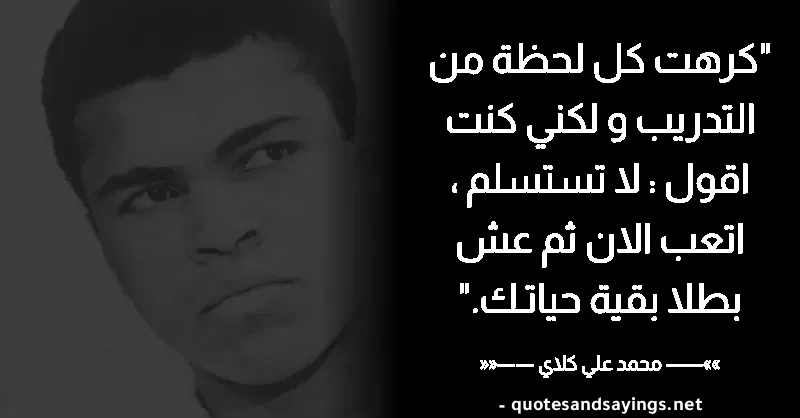 "كرهت كل لحظة من
التدريب و لكني كنت
اقول : لا تستسلم ،
اتعب الان ثم عش
بطلا بقية حياتك."
»»—— محمد علي كلاي ——««
- quotesandsayings.net